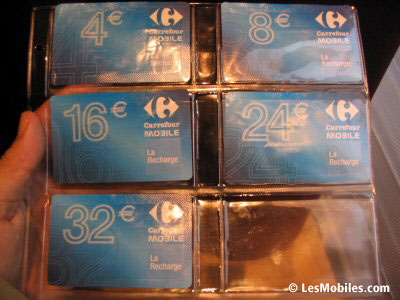 4€
Carrefour
MOBILE
La
Recharge
8€
Carrefour
MOBILE
La
Recharge
16€
Carrefour
MOBILE
La
Recharge
24€
Carrefour
MOBILE
La
Recharge
32€
Carrefour
MOBILE
La
Recharge
© LesMobiles.com